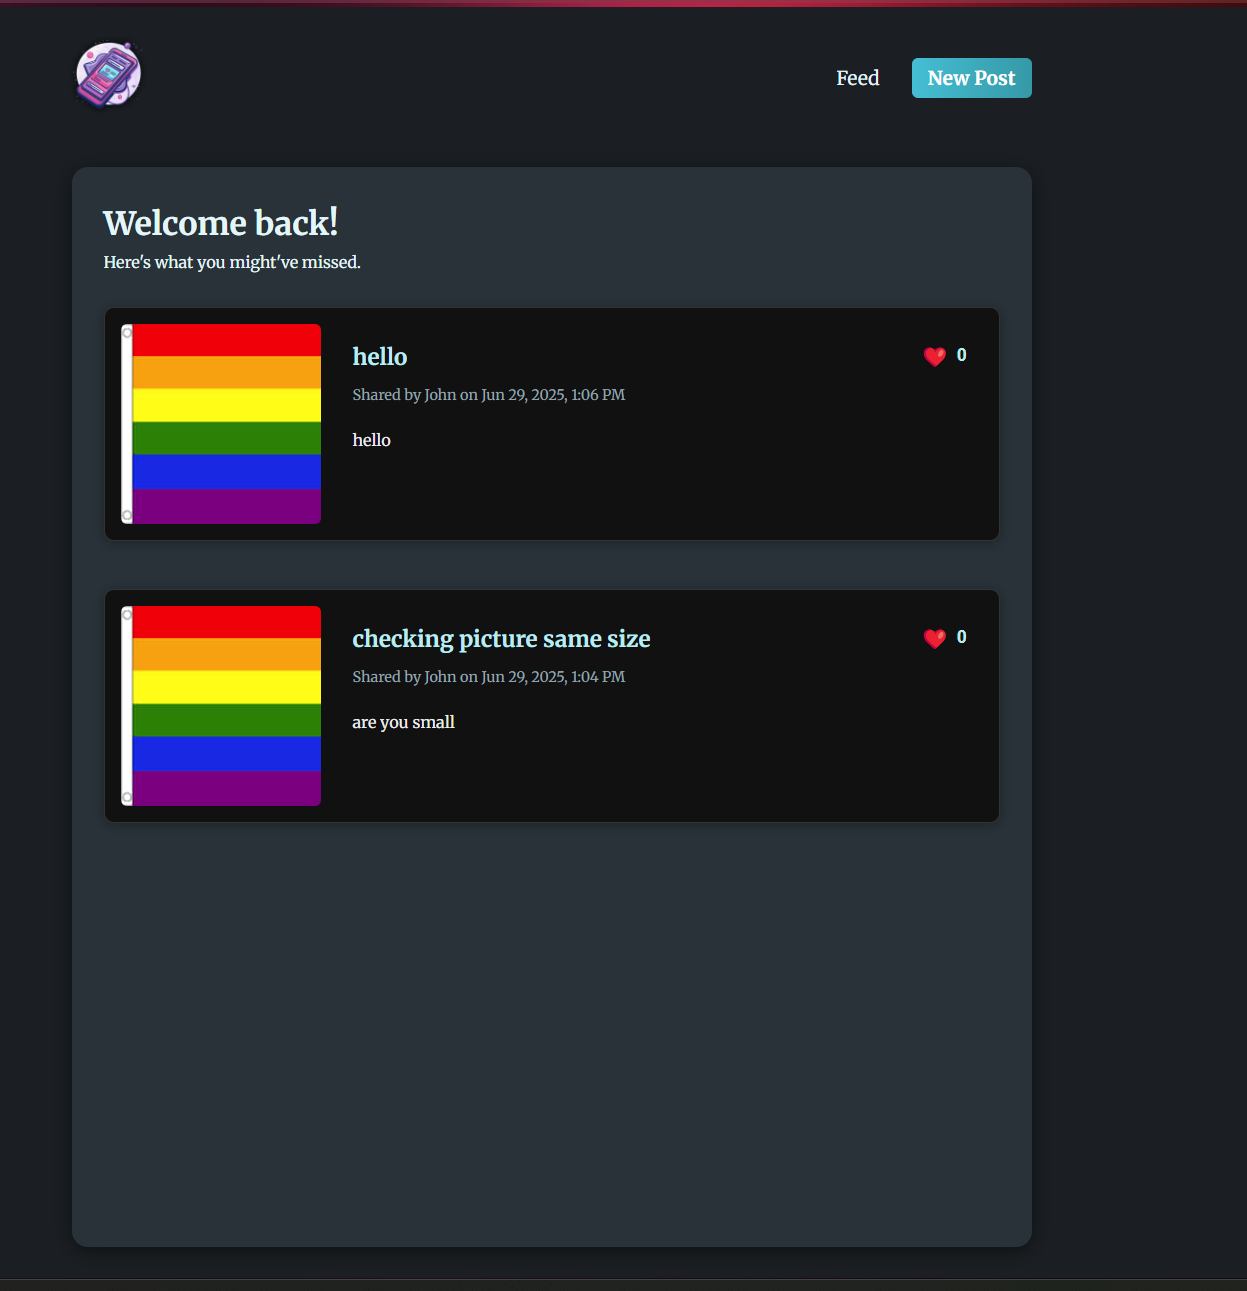 Feed
New Post
Welcome back!
Here's what you might've missed.
hello
0
Shared by John on Jun 29, 2025, 1:06 PM
hello
checking picture same size
0
Shared by John on Jun 29, 2025, 1:04 PM
are you small